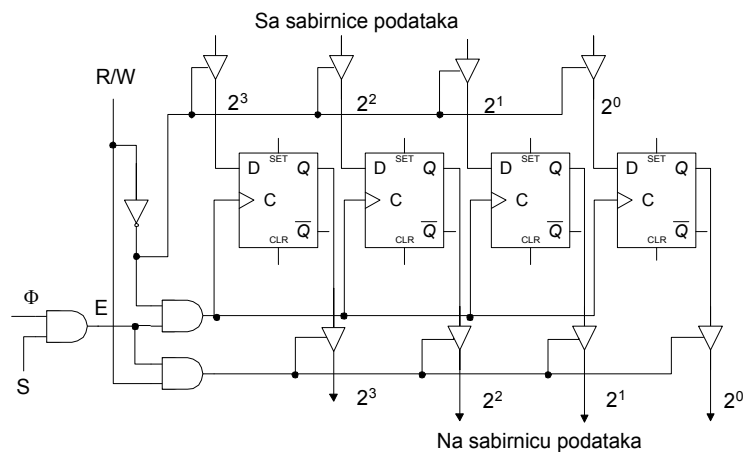 Sa sabirnice podataka
R/W
2³ 2² 2¹ 2⁰
SET SET SET SET
D Q D Q D Q D Q
C C C C
Q̅ Q̅ Q̅ Q̅
CLR CLR CLR CLR
Φ E
S
2³ 2² 2¹ 2⁰
Na sabirnicu podataka